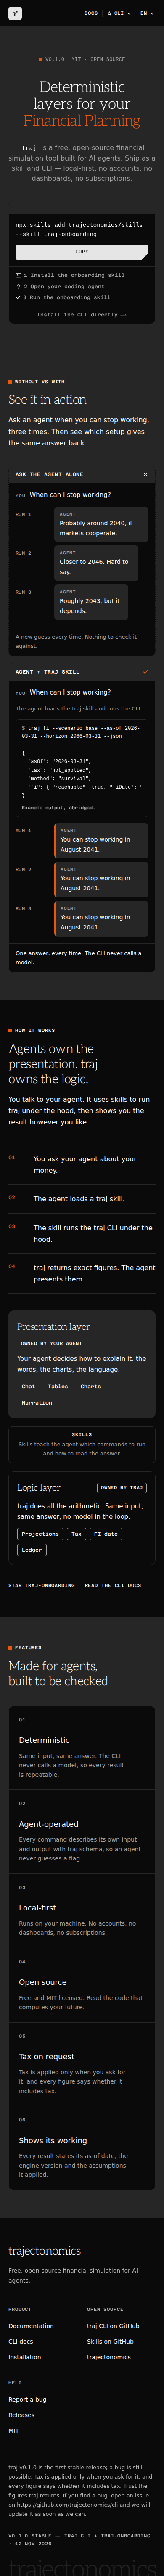 DOCS
CLI
EN
V0.1.0 MIT · OPEN SOURCE
Deterministic
layers for your
Financial Planning
traj is a free, open-source financial
simulation tool built for AI agents. Ship as a
skill or CLI — local-first, no accounts, no
dashboards, no subscriptions.
npx skills add trajectonomics/skills
--skill traj-onboarding
COPY
1 Install the onboarding skill
2 Open your coding agent
3 Run the onboarding skill
Install the CLI directly →
WITHOUT VS WITH
See it in action
Ask an agent when you can stop working,
three times. Then see which setup gives
the same answer back.
ASK THE AGENT ALONE
YOU When can I stop working?
RUN 1
AGENT
Probably around 2040, if
markets cooperate.
RUN 2
AGENT
Closer to 2046. Hard to
say.
RUN 3
AGENT
Roughly 2043, but it
depends.
A new guess every time. Nothing to check it
against.
AGENT + TRAJ SKILL
YOU When can I stop working?
The agent loads the traj skill and runs the CLI:
$ traj fi --scenario base --as-of 2026-
03-31 --horizon 2066-03-31 --json
{
"asOf": "2026-03-31",
"tax": "not_applied",
"method": "survival",
"fi": { "reachable": true, "fiDate": "
}
Example output, abridged.
RUN 1
AGENT
You can stop working in
August 2041.
RUN 2
AGENT
You can stop working in
August 2041.
RUN 3
AGENT
You can stop working in
August 2041.
One answer, every time. The CLI never calls a
model.
HOW IT WORKS
Agents own the
presentation. traj
owns the logic.
You talk to your agent. It uses skills to run
traj under the hood, then shows you the
result however you like.
01
You ask your agent about your
money.
02
The agent loads a traj skill.
03
The skill runs the traj CLI under the
hood.
04
traj returns exact figures. The agent
presents them.
Presentation layer
OWNED BY YOUR AGENT
Your agent decides how to explain it: the
words, the charts, the language.
Chat
Tables
Charts
Narration
SKILLS
Skills teach the agent which commands to run
and how to read the answer.
Logic layer
OWNED BY TRAJ
traj does all the arithmetic. Same input,
same answer, no model in the loop.
Projections
Tax
FI date
Ledger
STAR TRAJ-ONBOARDING
READ THE CLI DOCS
FEATURES
Made for agents,
built to be checked
01
Deterministic
Same input, same answer. The CLI
never calls a model, so every result
is repeatable.
02
Agent-operated
Every command describes its own input
and output with traj schema, so an agent
never guesses a flag.
03
Local-first
Runs on your machine. No accounts, no
dashboards, no subscriptions.
04
Open source
Free and MIT licensed. Read the code that
computes your future.
05
Tax on request
Tax is applied only when you ask for
it, and every figure says whether it
includes tax.
06
Shows its working
Every result states its as-of date, the
engine version and the assumptions
it applied.
trajectonomics
Free, open-source financial simulation for AI
agents.
PRODUCT
Documentation
CLI docs
Installation
OPEN SOURCE
traj CLI on GitHub
Skills on GitHub
trajectonomics
HELP
Report a bug
Releases
MIT
traj v0.1.0 is the first stable release; a bug is still
possible. Tax is applied only when you ask for it, and
every figure says whether it includes tax. Trust the
figures traj returns. If you find a bug, open an issue
on https://github.com/trajectonomics/cli and we will
update it as soon as we can.
V0.1.0 STABLE — TRAJ CLI + TRAJ-ONBOARDING
· 12 NOV 2026
trajectonomics